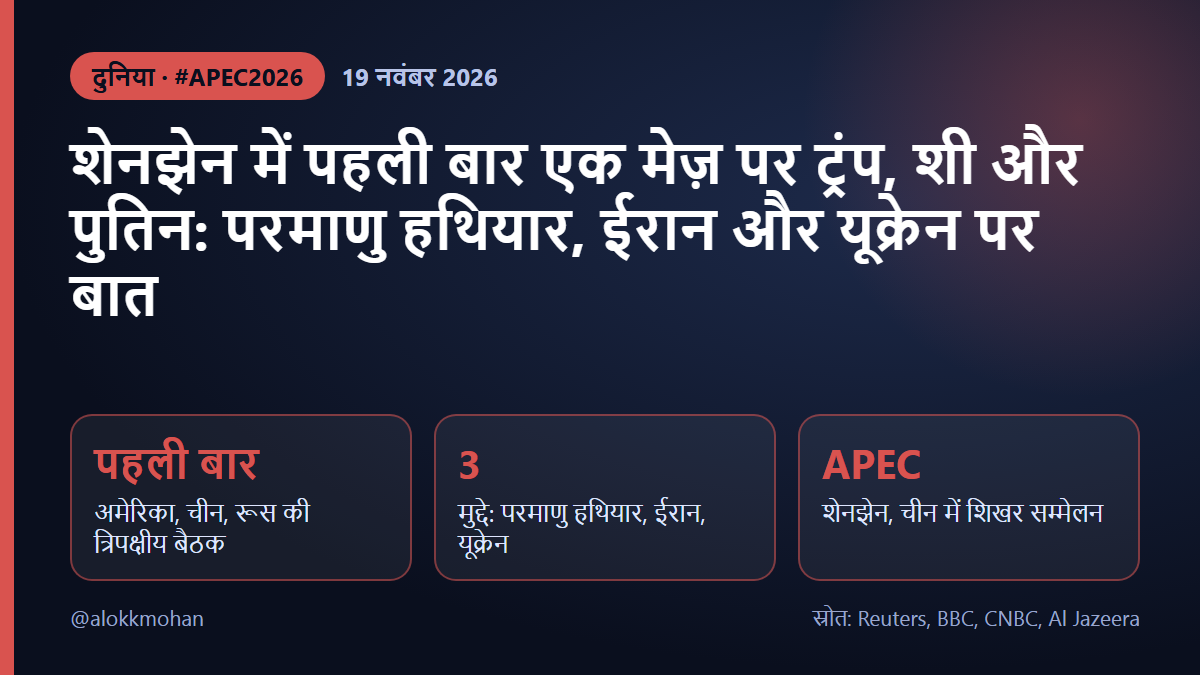 दुनिया · #APEC2026
19 नवंबर 2026
शेनझेन में पहली बार एक मेज़ पर ट्रंप, शी और
पुतिन: परमाणु हथियार, ईरान और यूक्रेन पर
बात
पहली बार
अमेरिका, चीन, रूस की
त्रिपक्षीय बैठक
3
मुद्दे: परमाणु हथियार, ईरान,
यूक्रेन
APEC
शेनझेन, चीन में शिखर सम्मेलन
@alokkmohan
स्रोत: Reuters, BBC, CNBC, Al Jazeera